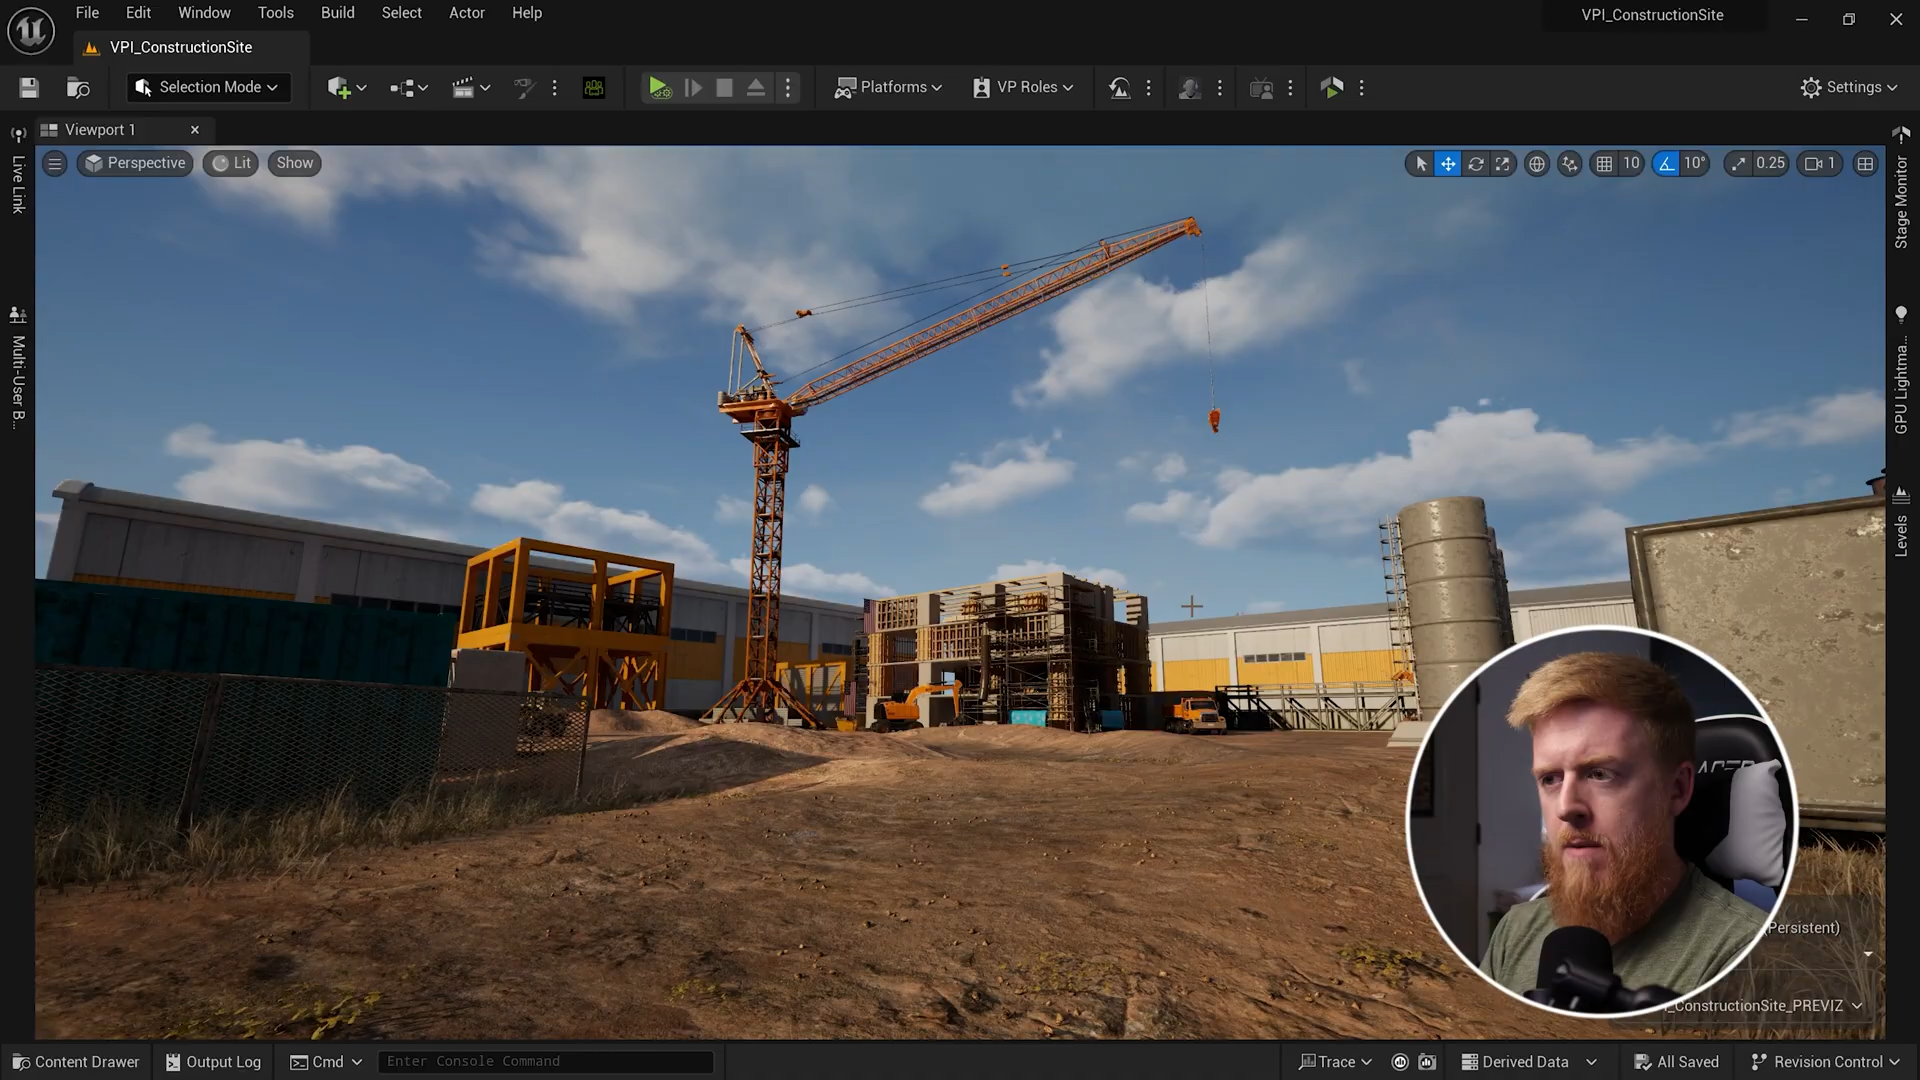 File Edit Window Tools Build Select Actor Help
VPI_ConstructionSite
VPI_ConstructionSite
Selection Mode
Platforms
VP Roles
Settings
Viewport 1
Perspective
Lit
Show
10
10°
0.25
1
Live Link
Multi-User B...
Stage Monitor
GPU Lightma...
Levels
(Persistent)
_ConstructionSite_PREVIZ
Content Drawer
Output Log
Cmd
Enter Console Command
Trace
Derived Data
All Saved
Revision Control